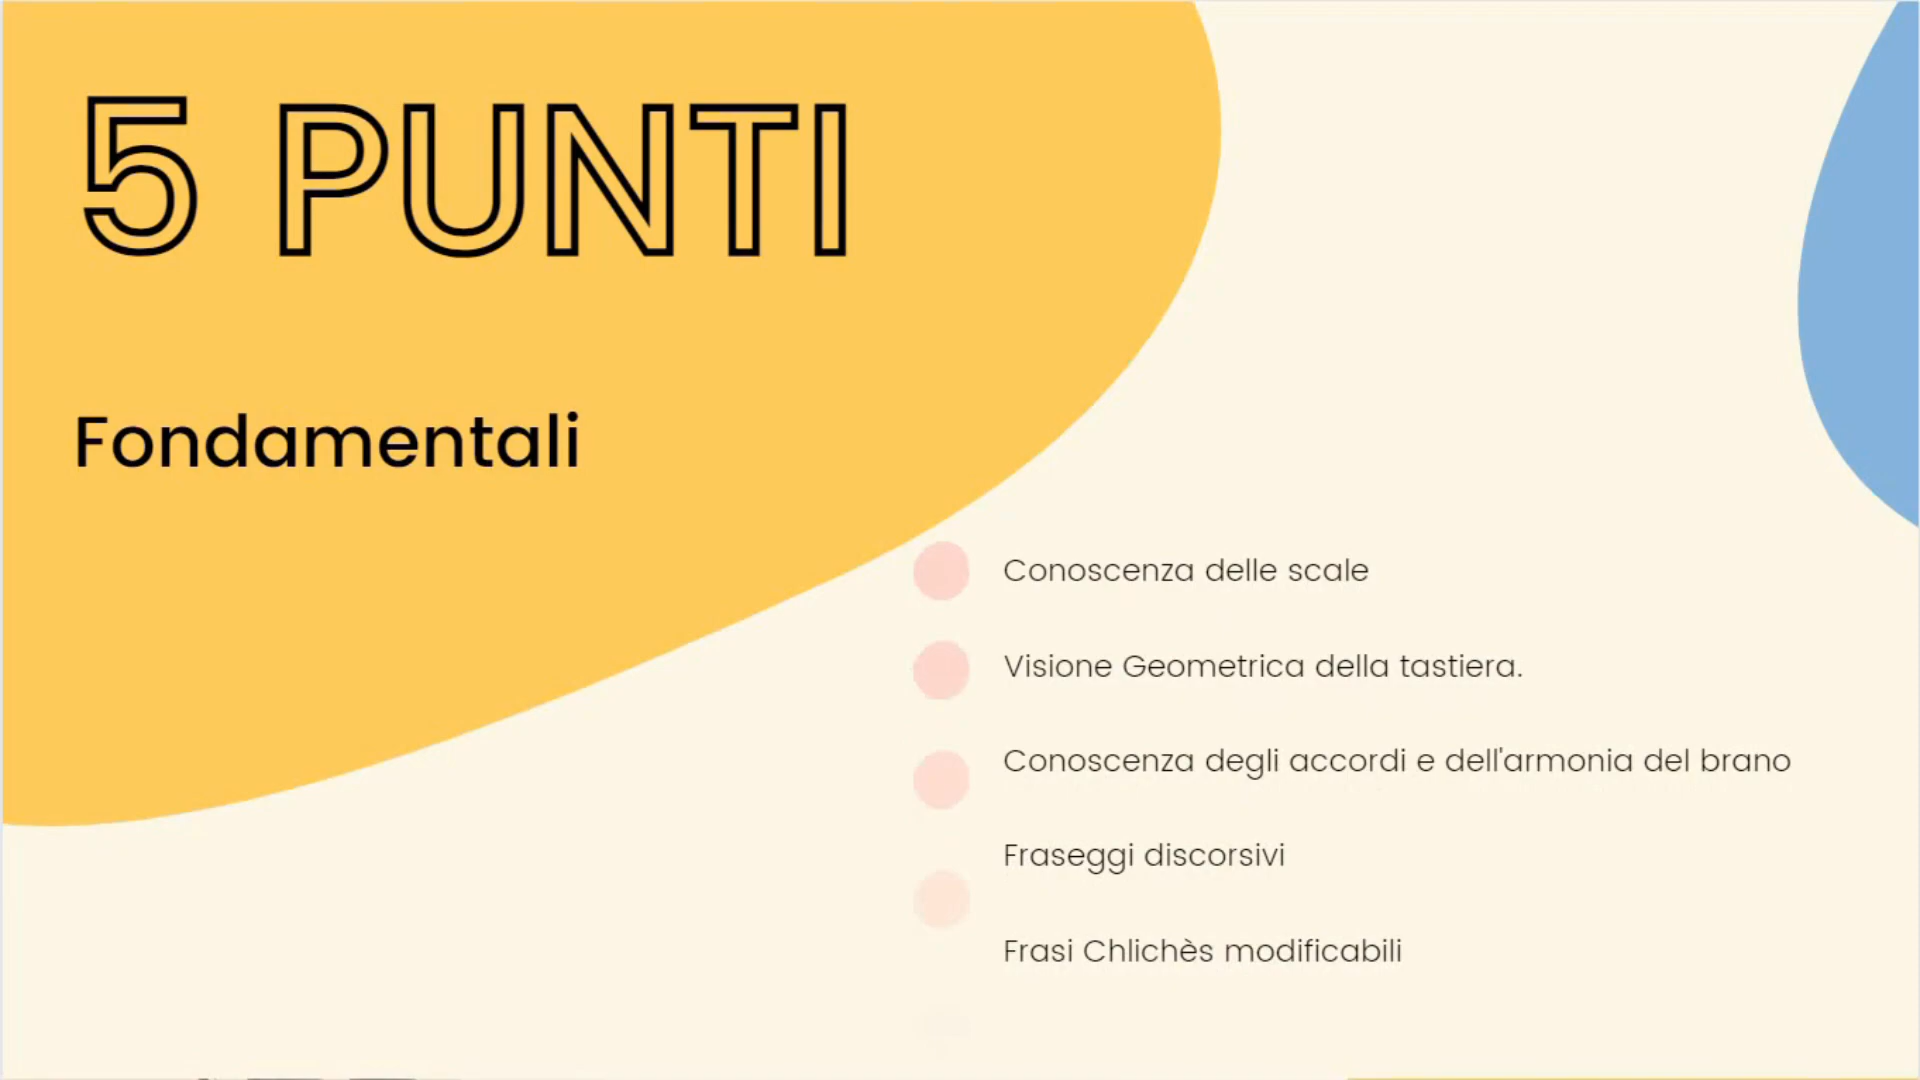 5 PUNTI
Fondamentali
Conoscenza delle scale
Visione Geometrica della tastiera.
Conoscenza degli accordi e dell'armonia del brano
Fraseggi discorsivi
Frasi Chlichès modificabili